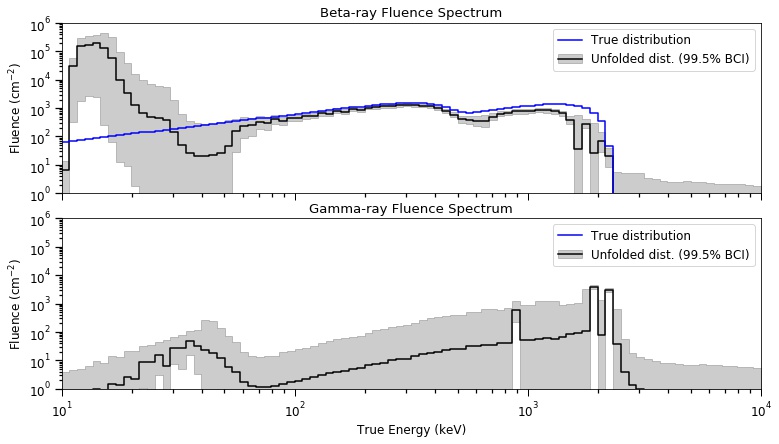 Beta-ray Fluence Spectrum
10⁶
10⁵
10⁴
10³
10²
10¹
10⁰
Fluence (cm⁻²)
True distribution
Unfolded dist. (99.5% BCI)
Gamma-ray Fluence Spectrum
10⁶
10⁵
10⁴
10³
10²
10¹
10⁰
Fluence (cm⁻²)
True distribution
Unfolded dist. (99.5% BCI)
10¹ 10² 10³ 10⁴
True Energy (keV)